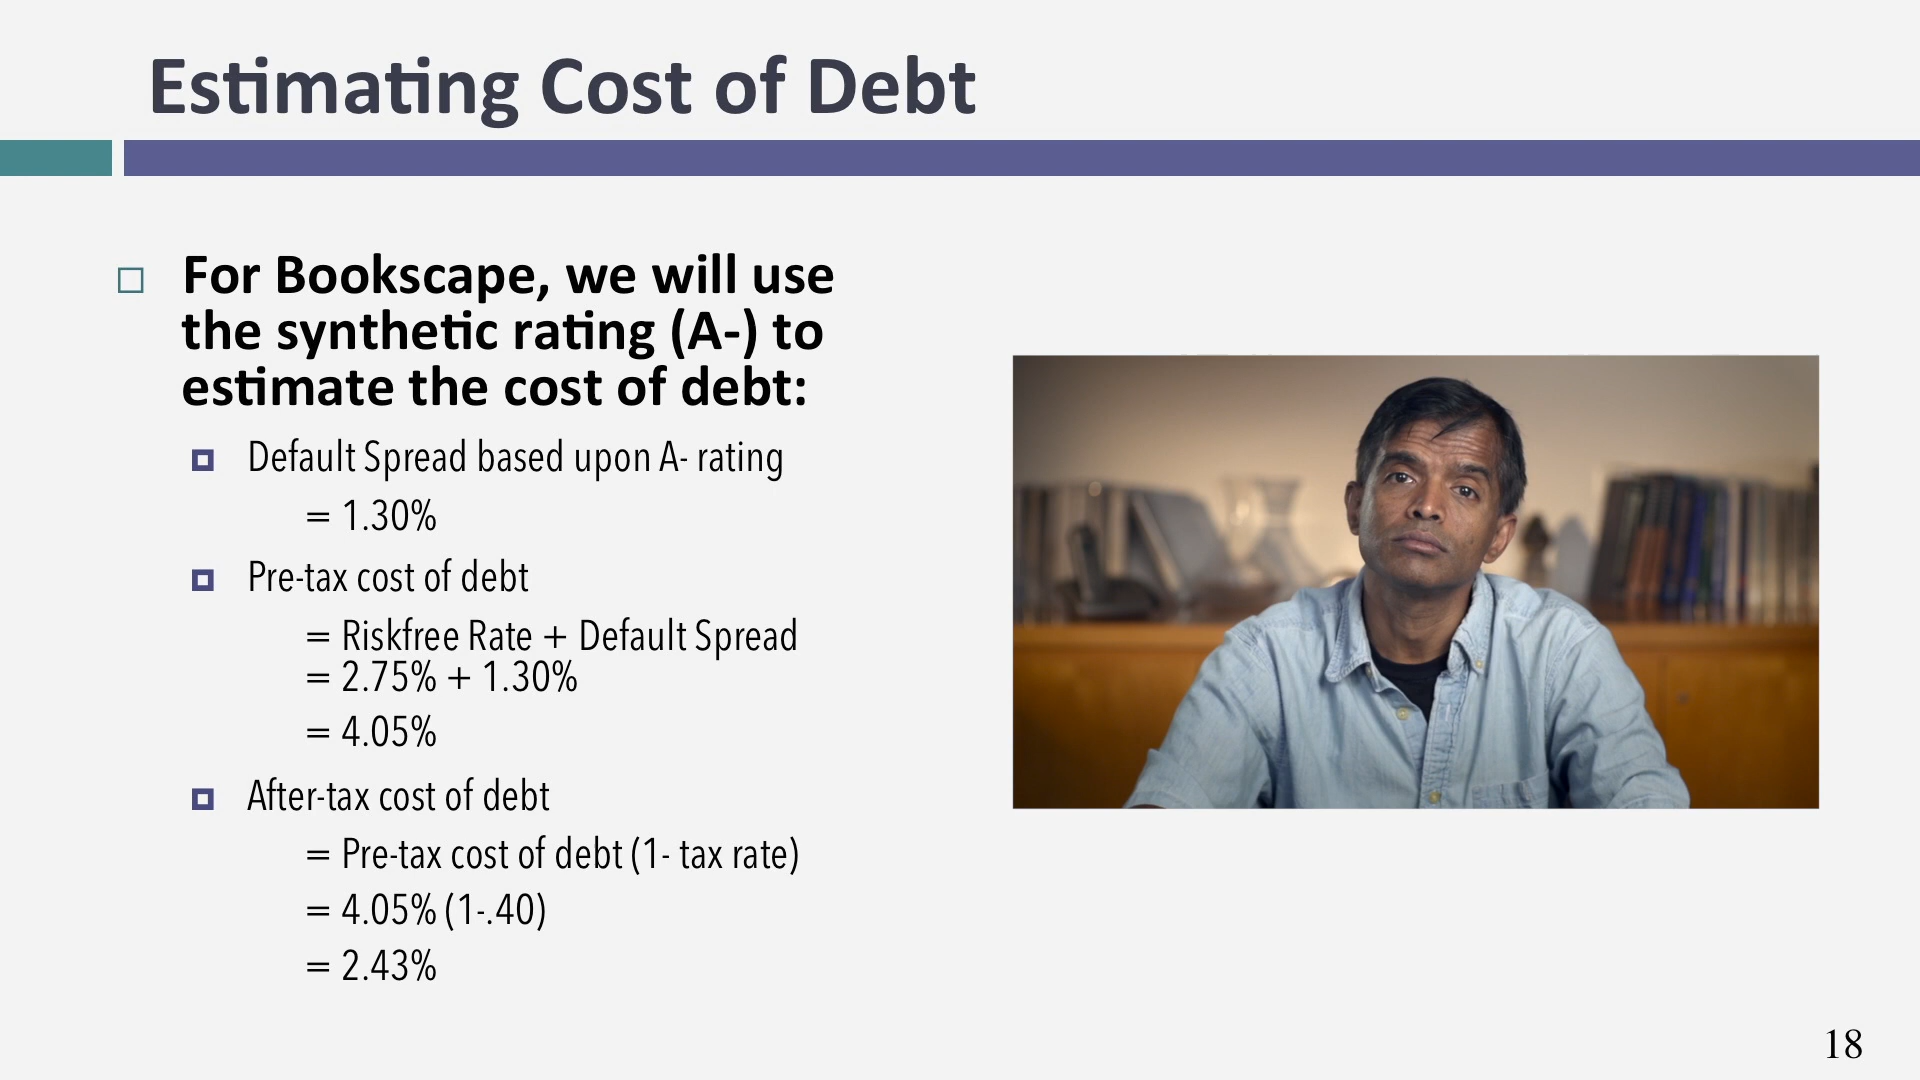 Estimating Cost of Debt
For Bookscape, we will use
the synthetic rating (A-) to
estimate the cost of debt:
Default Spread based upon A- rating
= 1.30%
Pre-tax cost of debt
= Riskfree Rate + Default Spread
= 2.75% + 1.30%
= 4.05%
After-tax cost of debt
= Pre-tax cost of debt (1- tax rate)
= 4.05% (1-.40)
= 2.43%
18